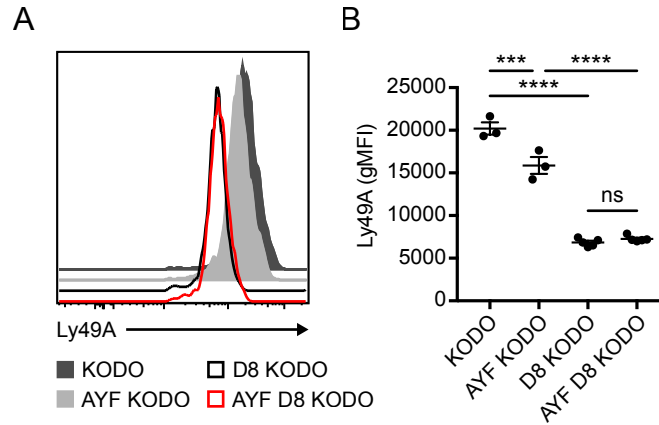 A
Ly49A
KODO
D8 KODO
AYF KODO
AYF D8 KODO
B
*** ****
****
ns
Ly49A (gMFI)
25000
20000
15000
10000
5000
0
KODO
AYF KODO
D8 KODO
AYF D8 KODO